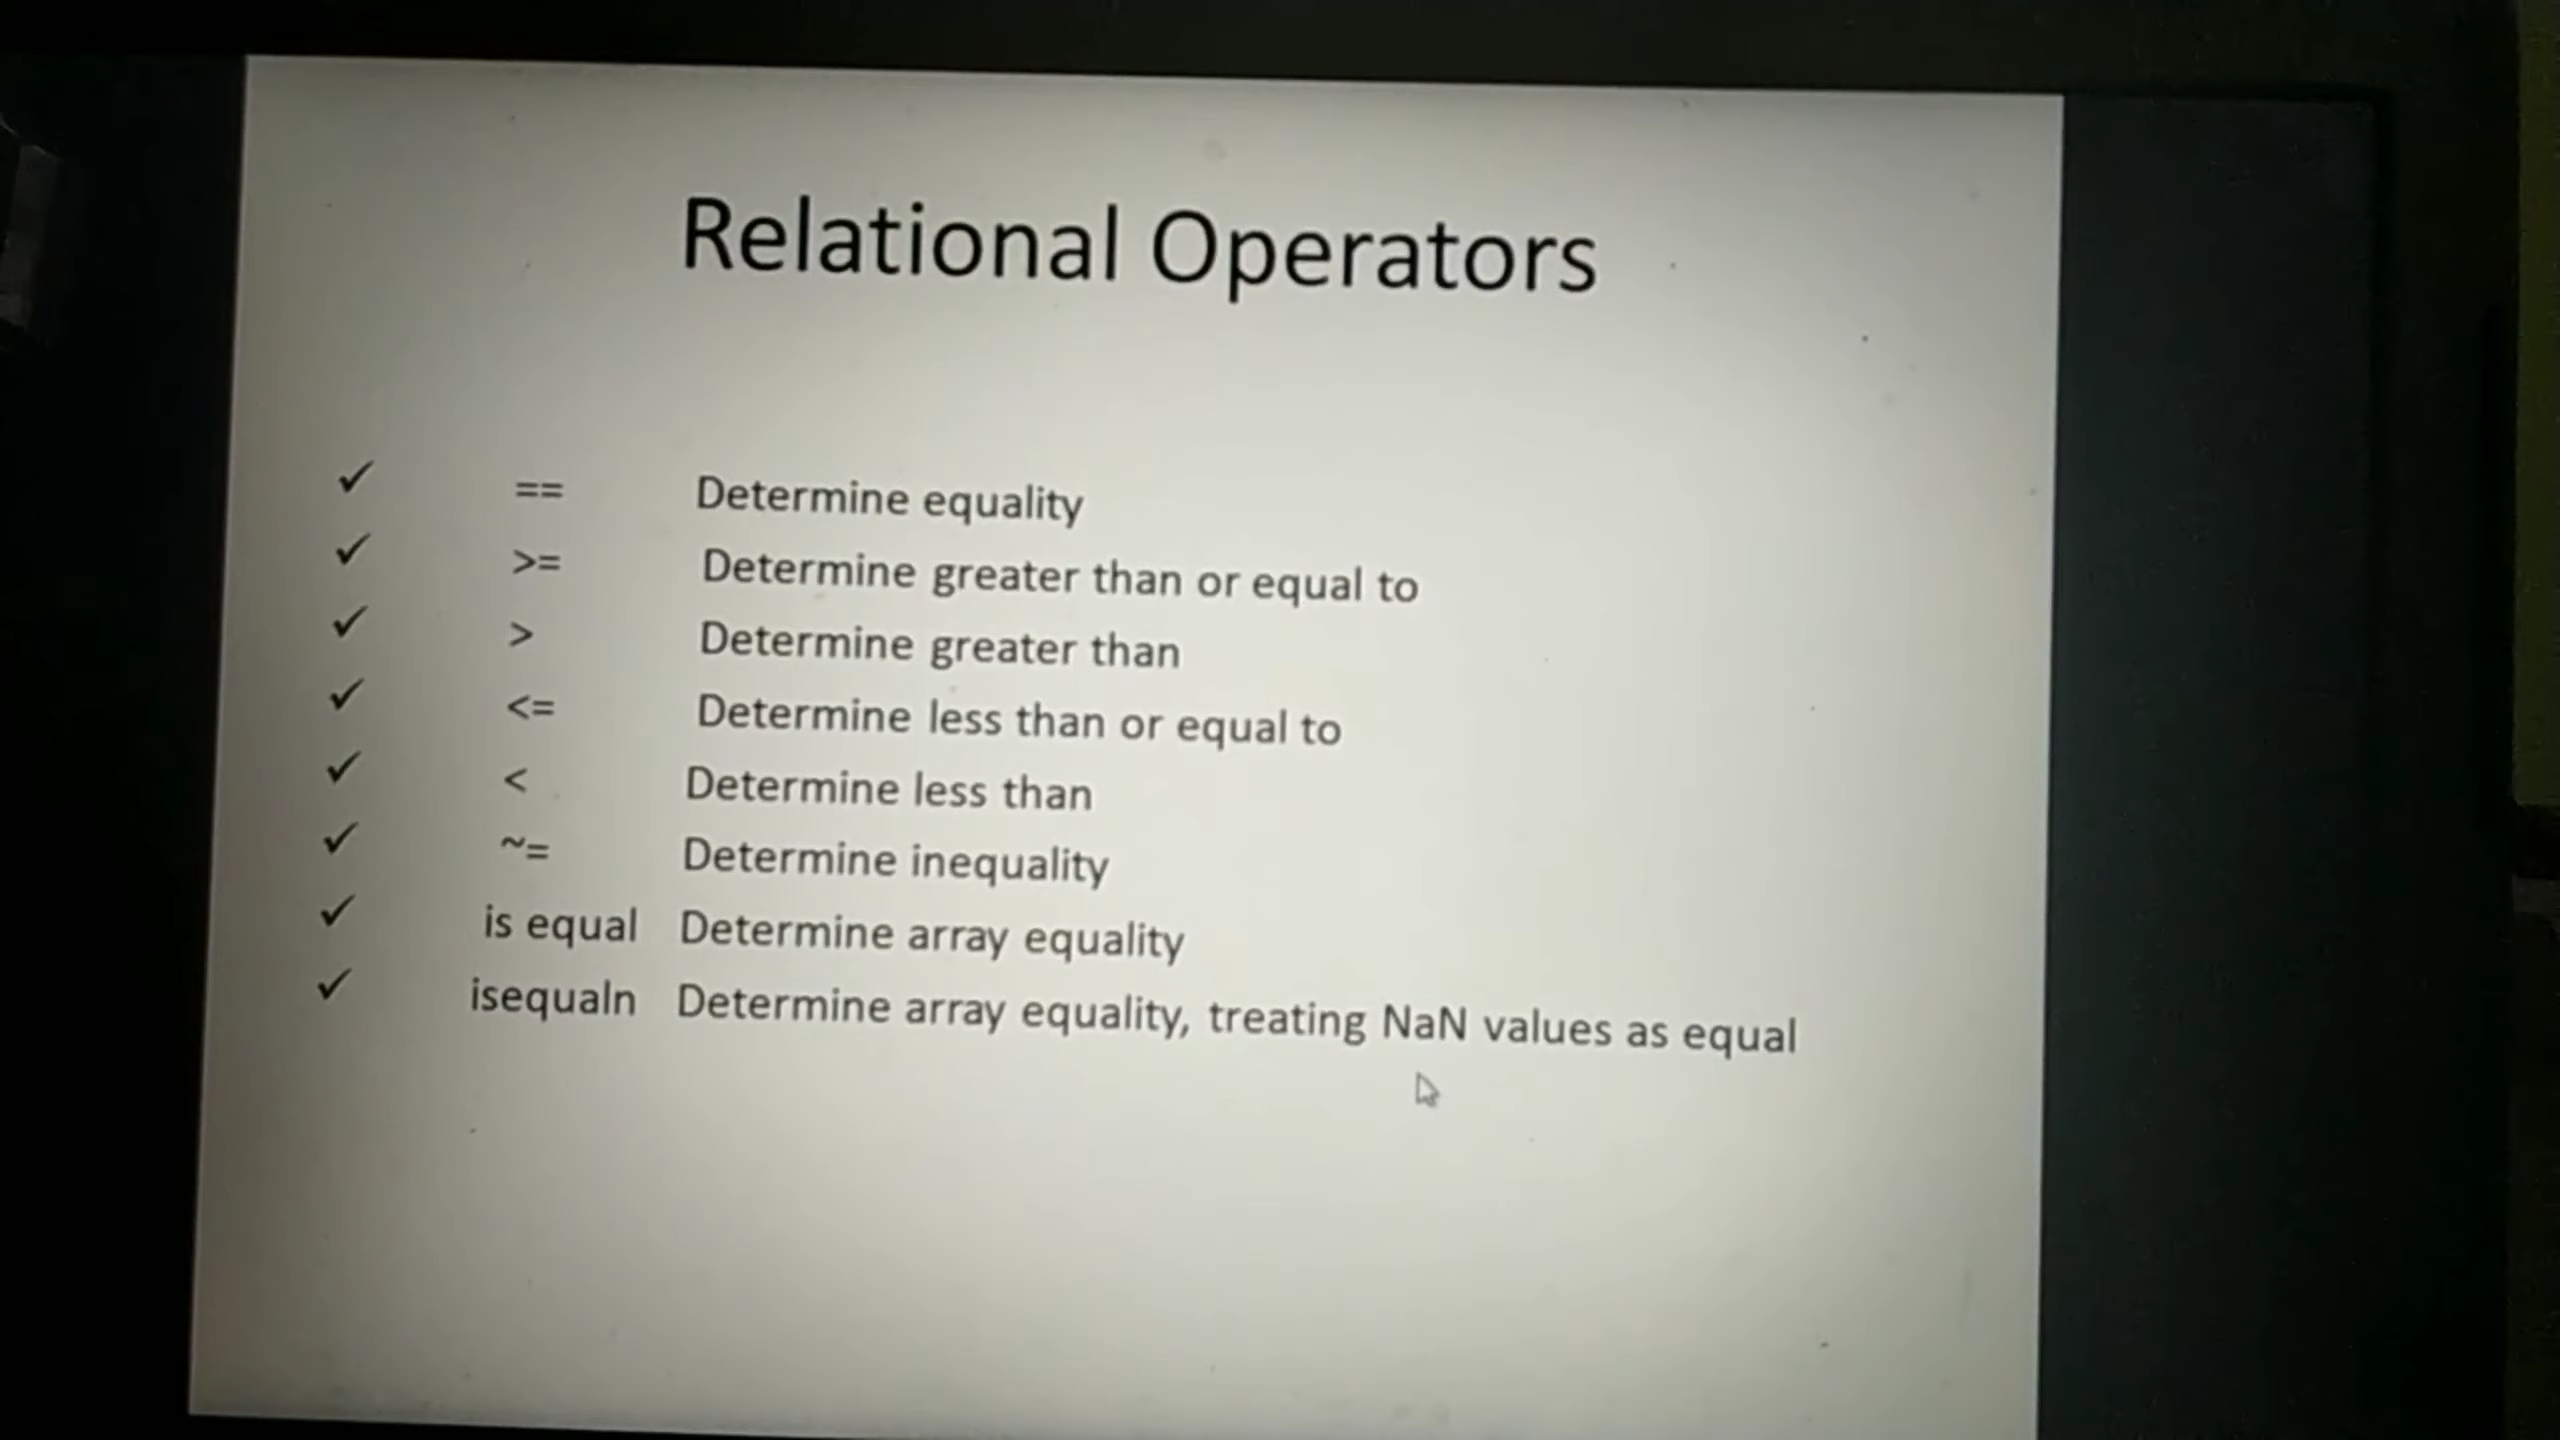 Relational Operators
✓ == Determine equality
✓ >= Determine greater than or equal to
✓ > Determine greater than
✓ <= Determine less than or equal to
✓ < Determine less than
✓ ~= Determine inequality
✓ is equal Determine array equality
✓ isequaln Determine array equality, treating NaN values as equal